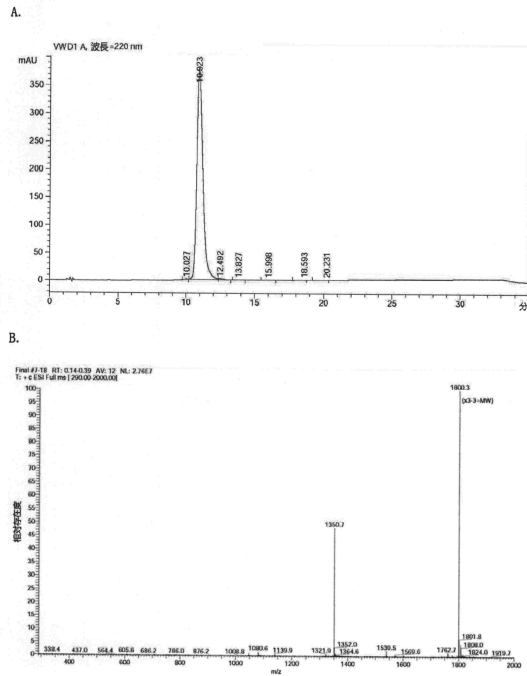 A.
VWD1 A, 波長=220 nm
mAU
350
300
250
200
150
100
50
0
10.027
10.923
12.492
13.827
15.998
18.593
20.231
0 5 10 15 20 25 30
分
B.
Final #7-18 RT: 0.14-0.39 AV: 12 NL: 2.76E7
T: + c ESI Full ms [ 290.00-2000.00]
1800.3
(x3-3=MW)
100
95
90
85
80
75
70
65
60
55
50
45
40
35
30
25
20
15
10
5
0
相対存在度
1350.7
338.4 437.0 564.4 605.6 686.2 786.0 876.2 1008.8 1080.6 1139.9 1321.9 1352.0 1364.6 1539.5 1569.6 1762.7 1801.8 1808.0 1824.0 1919.7
400 600 800 1000 1200 1400 1600 1800 2000
m/z